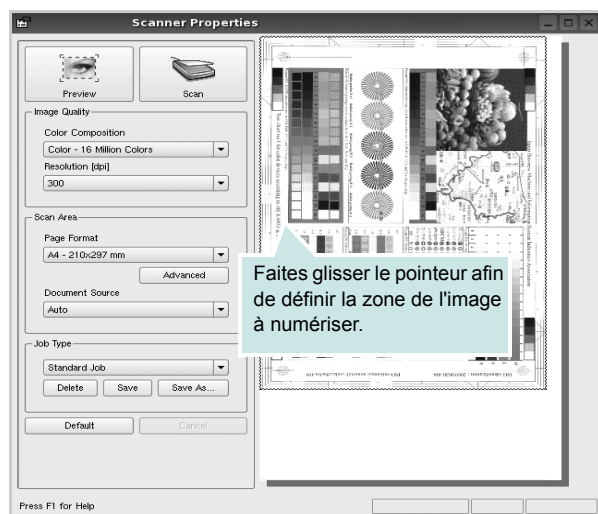 Scanner Properties
Preview
Scan
Image Quality
Color Composition
Color - 16 Million Colors
Resolution [dpi]
300
Scan Area
Page Format
A4 - 210x297 mm
Advanced
Document Source
Auto
Job Type
Standard Job
Delete
Save
Save As...
Default
Cancel
Press F1 for Help
Faites glisser le pointeur afin
de définir la zone de l'image
à numériser.